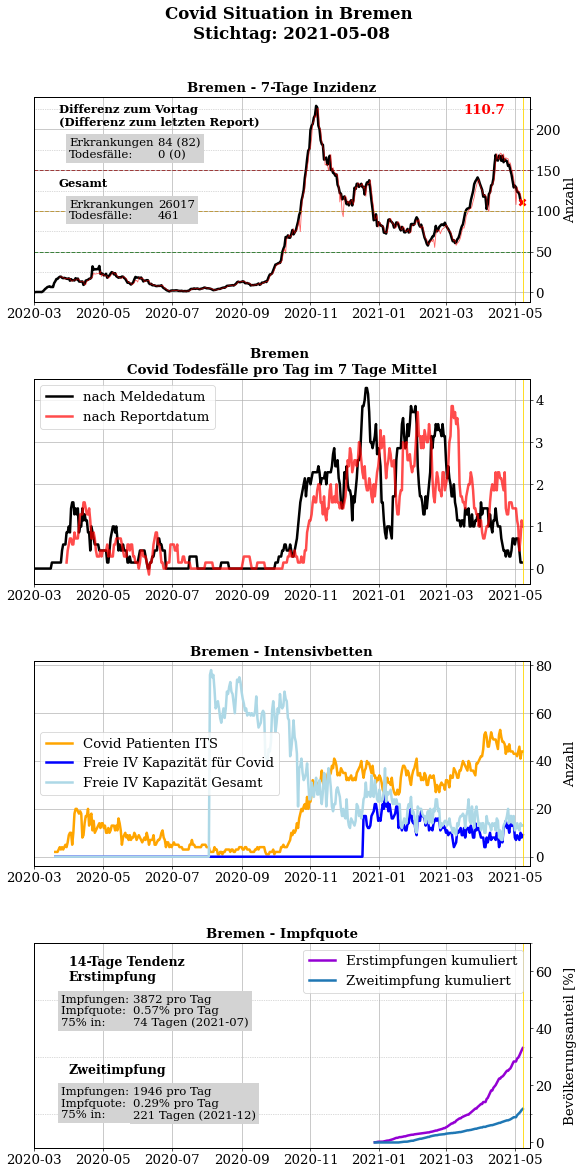 Covid Situation in Bremen
Stichtag: 2021-05-08
Bremen - 7-Tage Inzidenz
Differenz zum Vortag
(Differenz zum letzten Report)
Erkrankungen 84 (82)
Todesfälle: 0 (0)
Gesamt
Erkrankungen 26017
Todesfälle: 461
110.7
200
150
100
50
0
Anzahl
2020-03 2020-05 2020-07 2020-09 2020-11 2021-01 2021-03 2021-05
Bremen
Covid Todesfälle pro Tag im 7 Tage Mittel
nach Meldedatum
nach Reportdatum
4
3
2
1
0
2020-03 2020-05 2020-07 2020-09 2020-11 2021-01 2021-03 2021-05
Bremen - Intensivbetten
Covid Patienten ITS
Freie IV Kapazität für Covid
Freie IV Kapazität Gesamt
80
60
40
20
0
Anzahl
2020-03 2020-05 2020-07 2020-09 2020-11 2021-01 2021-03 2021-05
Bremen - Impfquote
14-Tage Tendenz
Erstimpfung
Impfungen: 3872 pro Tag
Impfquote: 0.57% pro Tag
75% in: 74 Tagen (2021-07)
Zweitimpfung
Impfungen: 1946 pro Tag
Impfquote: 0.29% pro Tag
75% in: 221 Tagen (2021-12)
Erstimpfungen kumuliert
Zweitimpfung kumuliert
60
40
20
0
Bevölkerungsanteil [%]
2020-03 2020-05 2020-07 2020-09 2020-11 2021-01 2021-03 2021-05